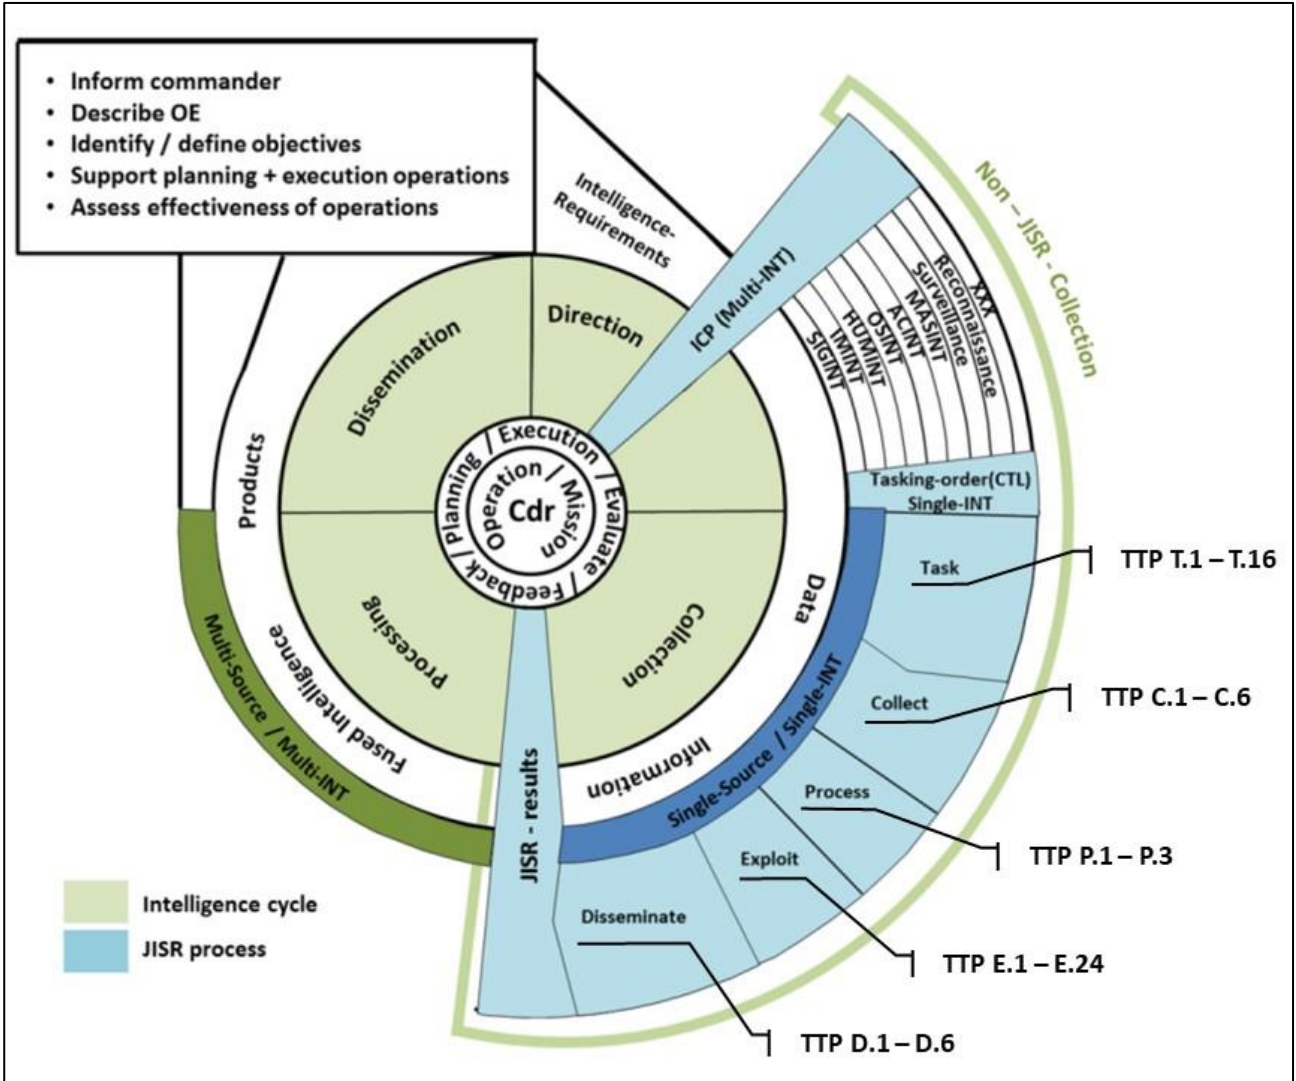 • Inform commander
• Describe OE
• Identify / define objectives
• Support planning + execution operations
• Assess effectiveness of operations
Intelligence-
Requirements
Non – JISR - Collection
ICP (Multi-INT)
XXX
Reconnaissance
Surveillance
MASINT
ACINT
OSINT
HUMINT
IMINT
SIGINT
Direction
Dissemination
Planning / Execution / Evaluate / Feedback /
Operation / Mission
Cdr
Products
Tasking-order(CTL)
Single-INT
Task
TTP T.1 – T.16
Data
Collection
Processing
Fused Intelligence
Multi-Source / Multi-INT
Single-Source / Single-INT
Information
JISR - results
Collect
TTP C.1 – C.6
Process
TTP P.1 – P.3
Exploit
TTP E.1 – E.24
Disseminate
TTP D.1 – D.6
Intelligence cycle
JISR process